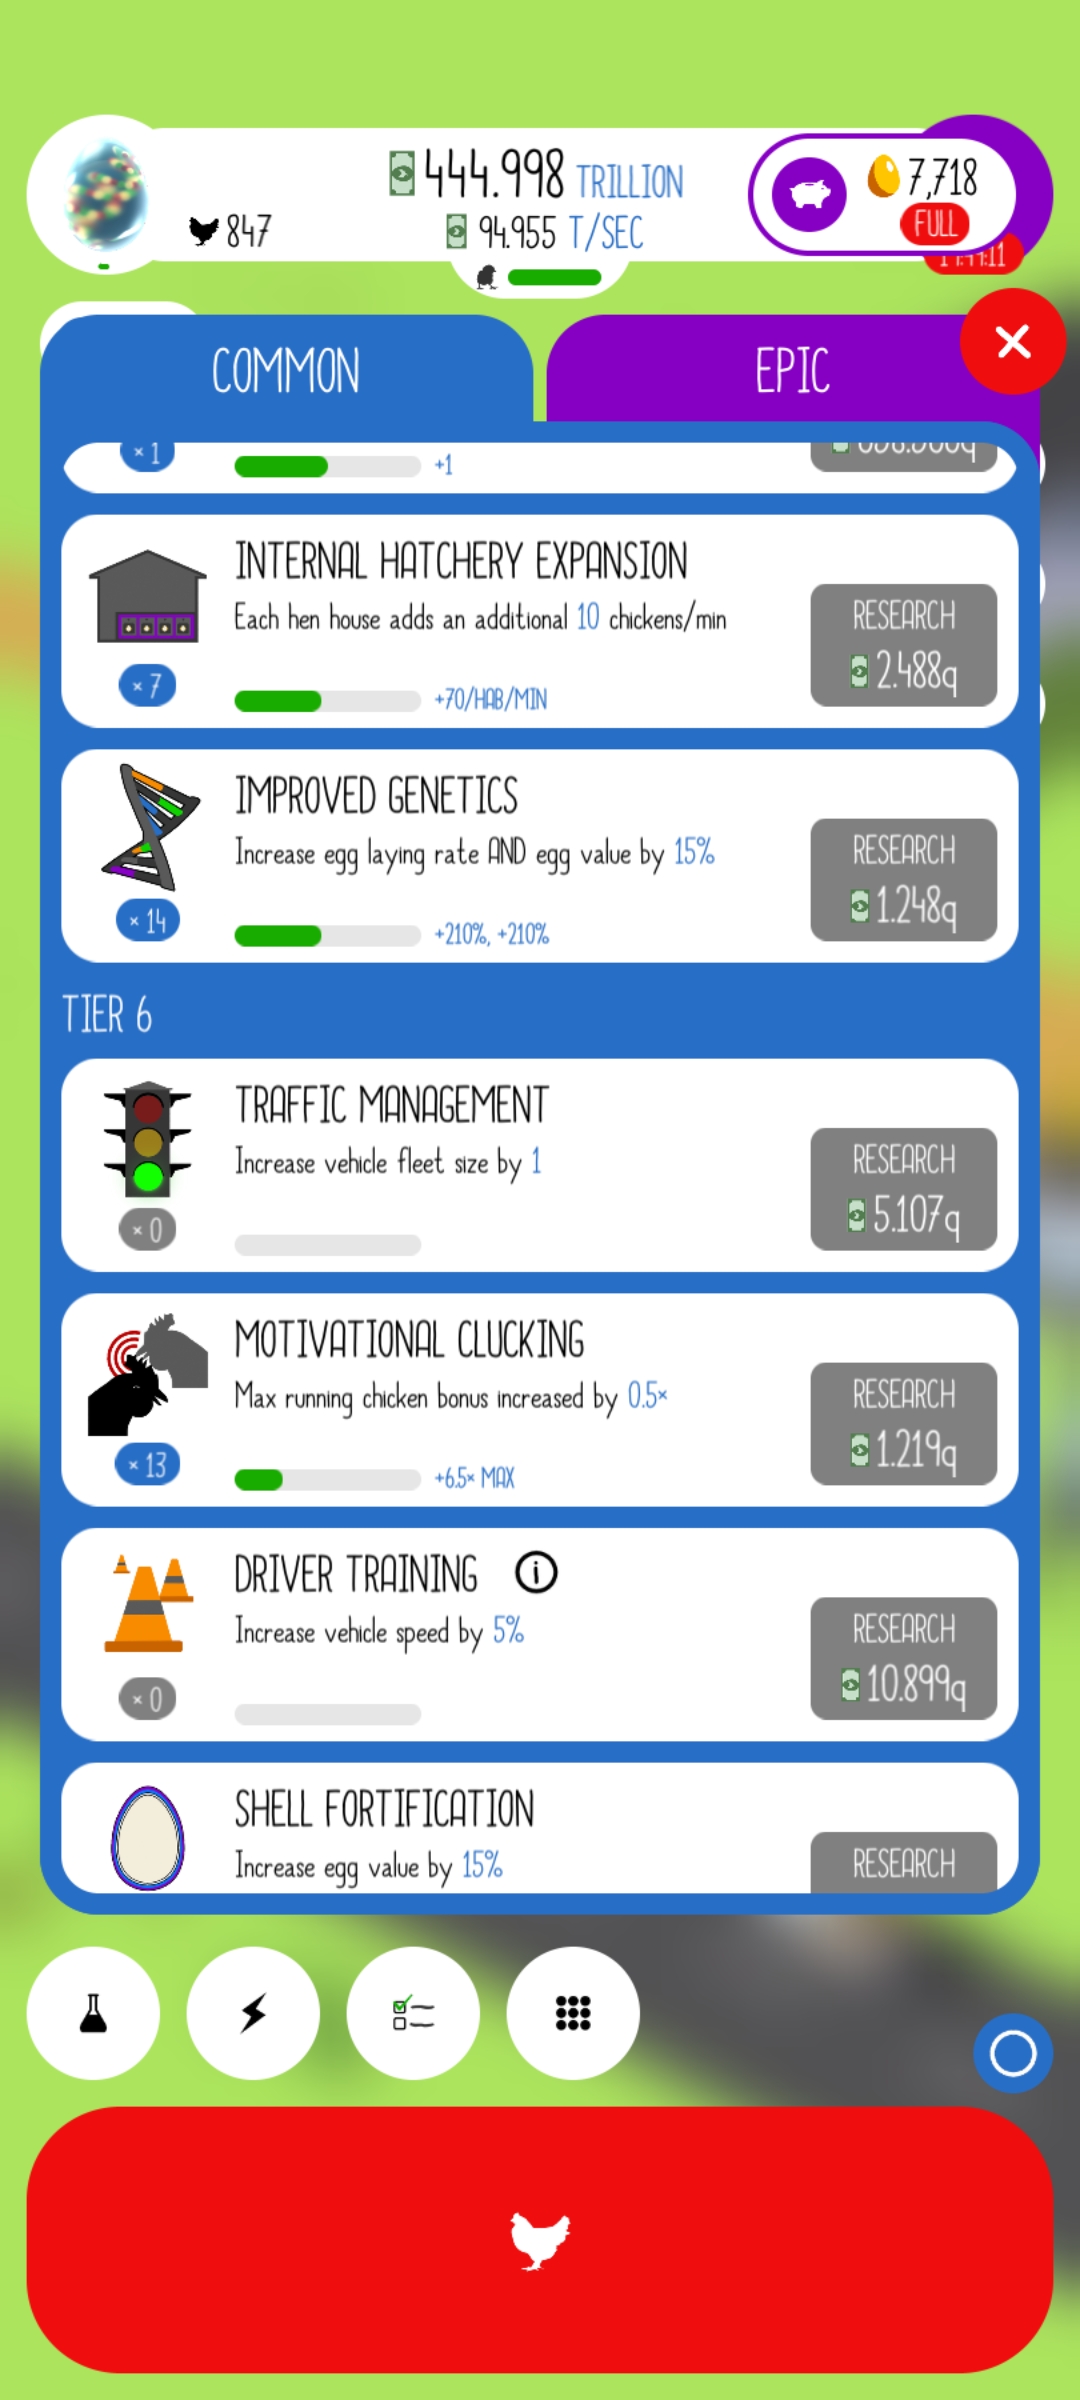 444.998 TRILLION
7,718
847
94.955 T/SEC
FULL
COMMON
EPIC
× 1
+1
INTERNAL HATCHERY EXPANSION
Each hen house adds an additional 10 chickens/min
RESEARCH
2.488q
× 7
+70/HAB/MIN
IMPROVED GENETICS
Increase egg laying rate AND egg value by 15%
RESEARCH
1.248q
× 14
+210%, +210%
TIER 6
TRAFFIC MANAGEMENT
Increase vehicle fleet size by 1
RESEARCH
5.107q
× 0
MOTIVATIONAL CLUCKING
Max running chicken bonus increased by 0.5×
RESEARCH
1.219q
× 13
+6.5× MAX
DRIVER TRAINING
Increase vehicle speed by 5%
RESEARCH
10.899q
× 0
SHELL FORTIFICATION
Increase egg value by 15%
RESEARCH